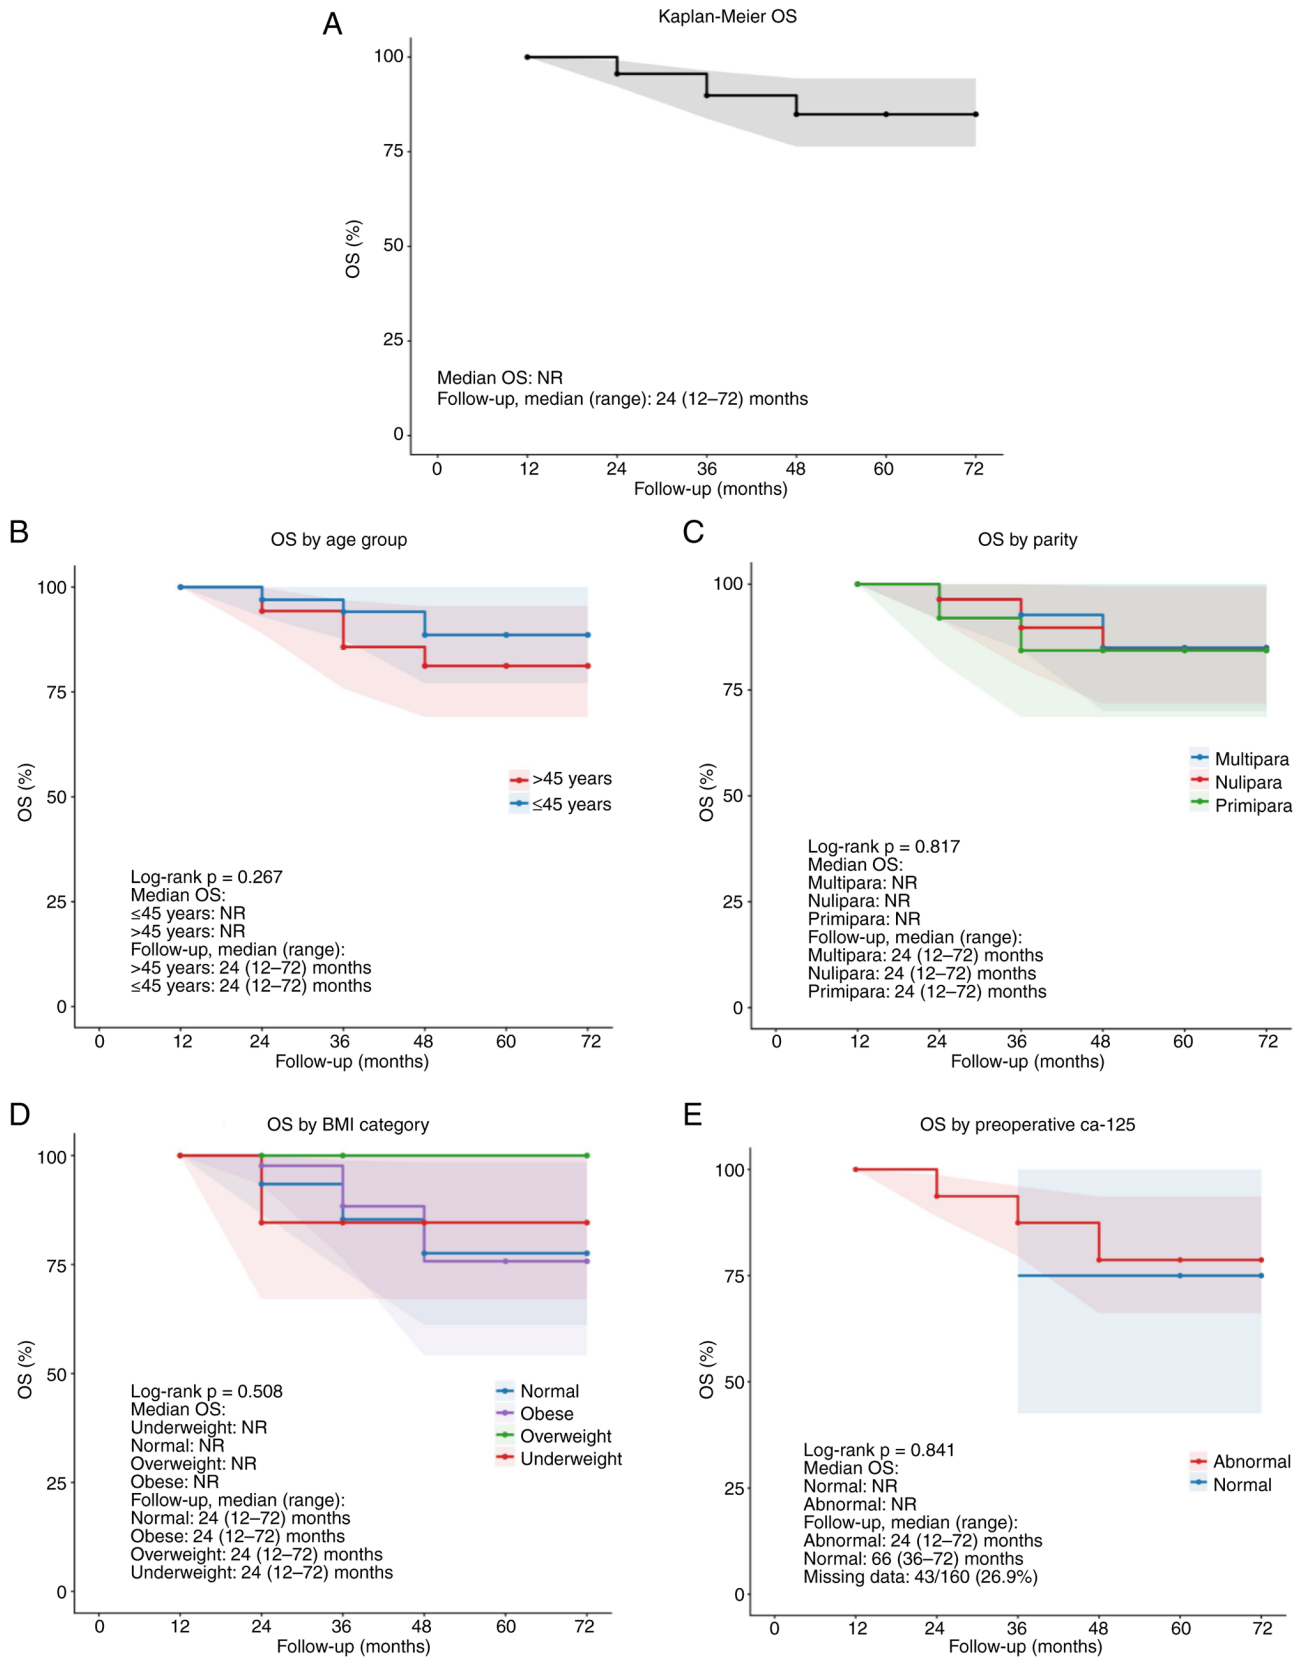 A
Kaplan-Meier OS
100
75
50
25
0
OS (%)
Median OS: NR
Follow-up, median (range): 24 (12–72) months
0 12 24 36 48 60 72
Follow-up (months)
B
OS by age group
100
75
50
25
0
OS (%)
>45 years
≤45 years
Log-rank p = 0.267
Median OS:
≤45 years: NR
>45 years: NR
Follow-up, median (range):
>45 years: 24 (12–72) months
≤45 years: 24 (12–72) months
0 12 24 36 48 60 72
Follow-up (months)
C
OS by parity
100
75
50
25
0
OS (%)
Multipara
Nulipara
Primipara
Log-rank p = 0.817
Median OS:
Multipara: NR
Nulipara: NR
Primipara: NR
Follow-up, median (range):
Multipara: 24 (12–72) months
Nulipara: 24 (12–72) months
Primipara: 24 (12–72) months
0 12 24 36 48 60 72
Follow-up (months)
D
OS by BMI category
100
75
50
25
0
OS (%)
Log-rank p = 0.508
Median OS:
Underweight: NR
Normal: NR
Overweight: NR
Obese: NR
Follow-up, median (range):
Normal: 24 (12–72) months
Obese: 24 (12–72) months
Overweight: 24 (12–72) months
Underweight: 24 (12–72) months
Normal
Obese
Overweight
Underweight
0 12 24 36 48 60 72
Follow-up (months)
E
OS by preoperative ca-125
100
75
50
25
0
OS (%)
Log-rank p = 0.841
Median OS:
Normal: NR
Abnormal: NR
Follow-up, median (range):
Abnormal: 24 (12–72) months
Normal: 66 (36–72) months
Missing data: 43/160 (26.9%)
Abnormal
Normal
0 12 24 36 48 60 72
Follow-up (months)